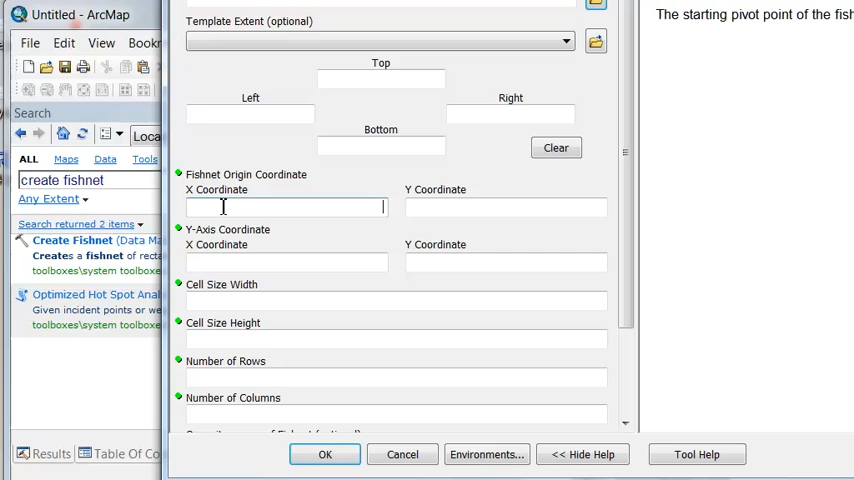 Untitled - ArcMap
The starting pivot point of the fish
Template Extent (optional)
File Edit View Bookm
Top
Left
Right
Search
Bottom
Loca
Clear
ALL Maps Data Tools
Fishnet Origin Coordinate
create fishnet
X Coordinate
Y Coordinate
Any Extent
Search returned 2 items
Y-Axis Coordinate
Create Fishnet (Data Ma
X Coordinate
Y Coordinate
Creates a fishnet of recta
toolboxes\system toolboxe
Cell Size Width
Optimized Hot Spot Anal
Given incident points or we
toolboxes\system toolboxe
Cell Size Height
Number of Rows
Number of Columns
Results
Table Of Co
OK
Cancel
Environments...
<< Hide Help
Tool Help